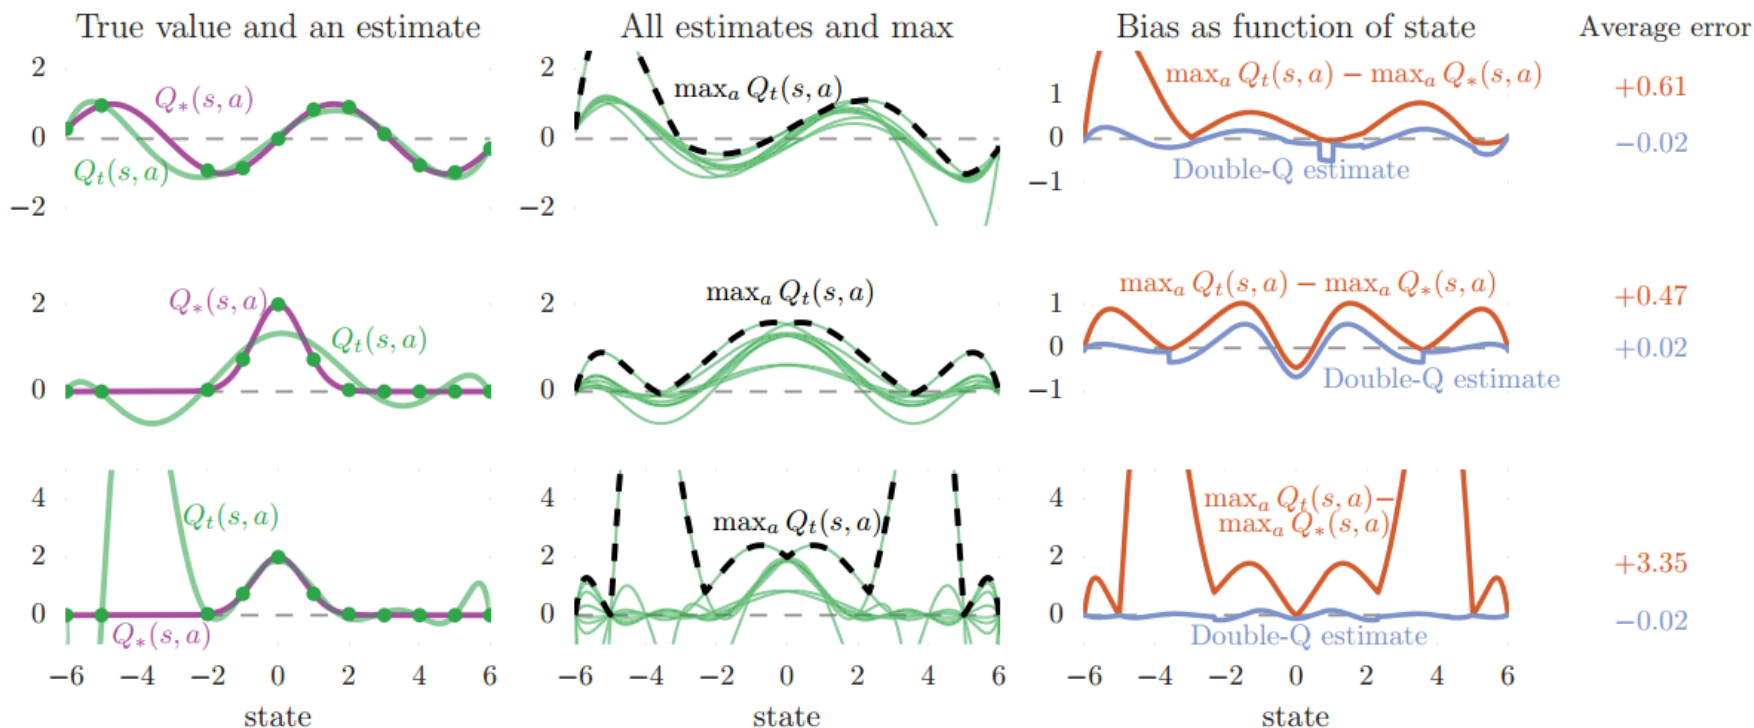 True value and an estimate
All estimates and max
Bias as function of state
Average error
2
0
−2
Q∗(s, a)
Qt(s, a)
2
0
−2
maxa Qt(s, a)
1
0
−1
maxa Qt(s, a) − maxa Q∗(s, a)
Double-Q estimate
+0.61
−0.02
2
0
Q∗(s, a)
Qt(s, a)
2
0
maxa Qt(s, a)
1
0
−1
maxa Qt(s, a) − maxa Q∗(s, a)
Double-Q estimate
+0.47
+0.02
4
2
0
Qt(s, a)
Q∗(s, a)
−6 −4 −2 0 2 4 6
state
4
2
0
maxa Qt(s, a)
−6 −4 −2 0 2 4 6
state
4
2
0
maxa Qt(s, a)−
maxa Q∗(s, a)
Double-Q estimate
−6 −4 −2 0 2 4 6
state
+3.35
−0.02